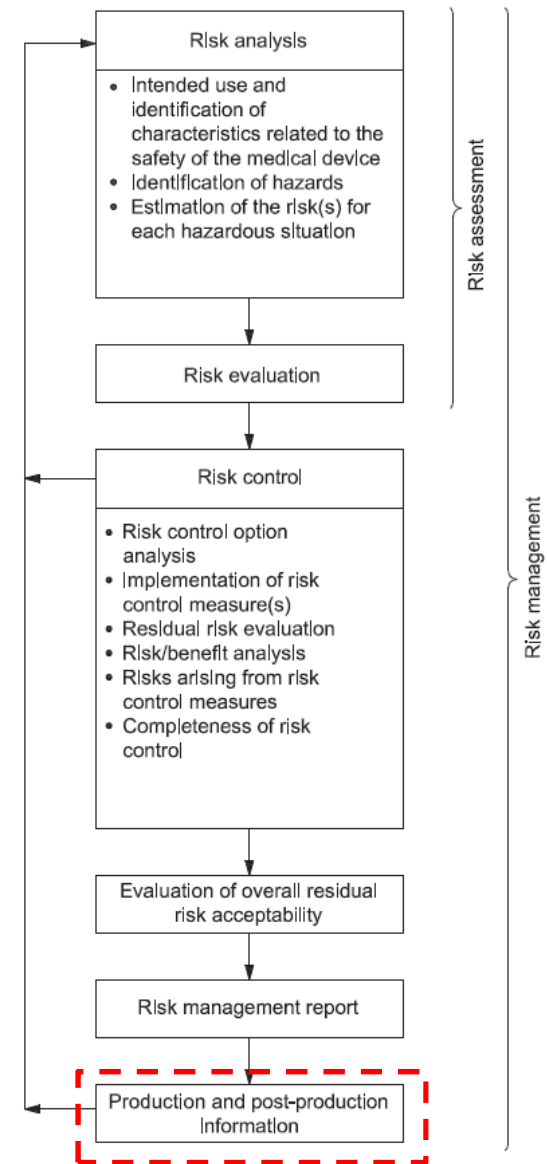 Risk analysis
• Intended use and
identification of
characteristics related to the
safety of the medical device
• Identification of hazards
• Estimation of the risk(s) for
each hazardous situation
Risk assessment
Risk evaluation
Risk control
• Risk control option
analysis
• Implementation of risk
control measure(s)
• Residual risk evaluation
• Risk/benefit analysis
• Risks arising from risk
control measures
• Completeness of risk
control
Risk management
Evaluation of overall residual
risk acceptability
Risk management report
Production and post-production
information